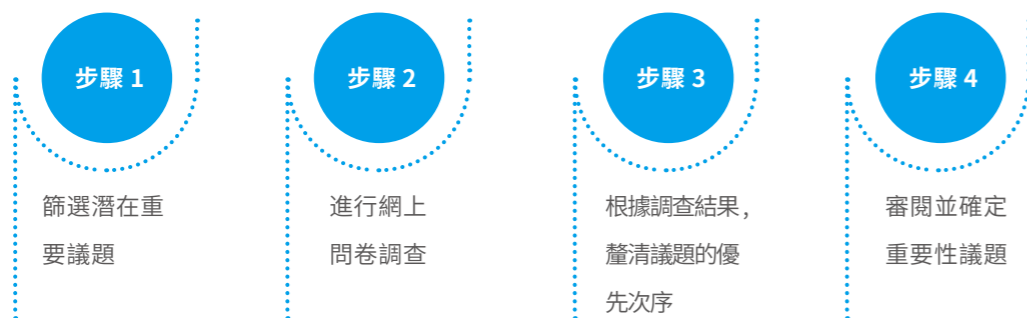 步驟 1
篩選潛在重
要議題
步驟 2
進行網上
問卷調查
步驟 3
根據調查結果，
釐清議題的優
先次序
步驟 4
審閱並確定
重要性議題